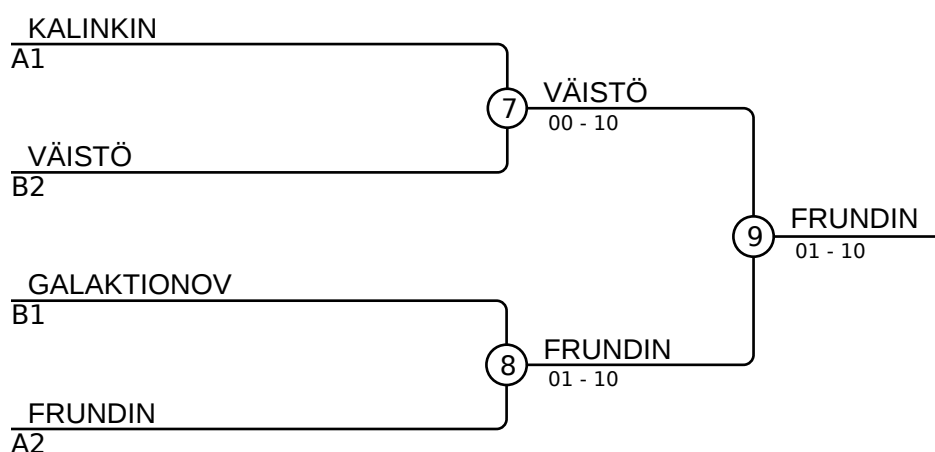 KALINKIN
A1
7
VÄISTÖ
00 - 10
VÄISTÖ
B2
9
FRUNDIN
01 - 10
GALAKTIONOV
B1
8
FRUNDIN
01 - 10
FRUNDIN
A2